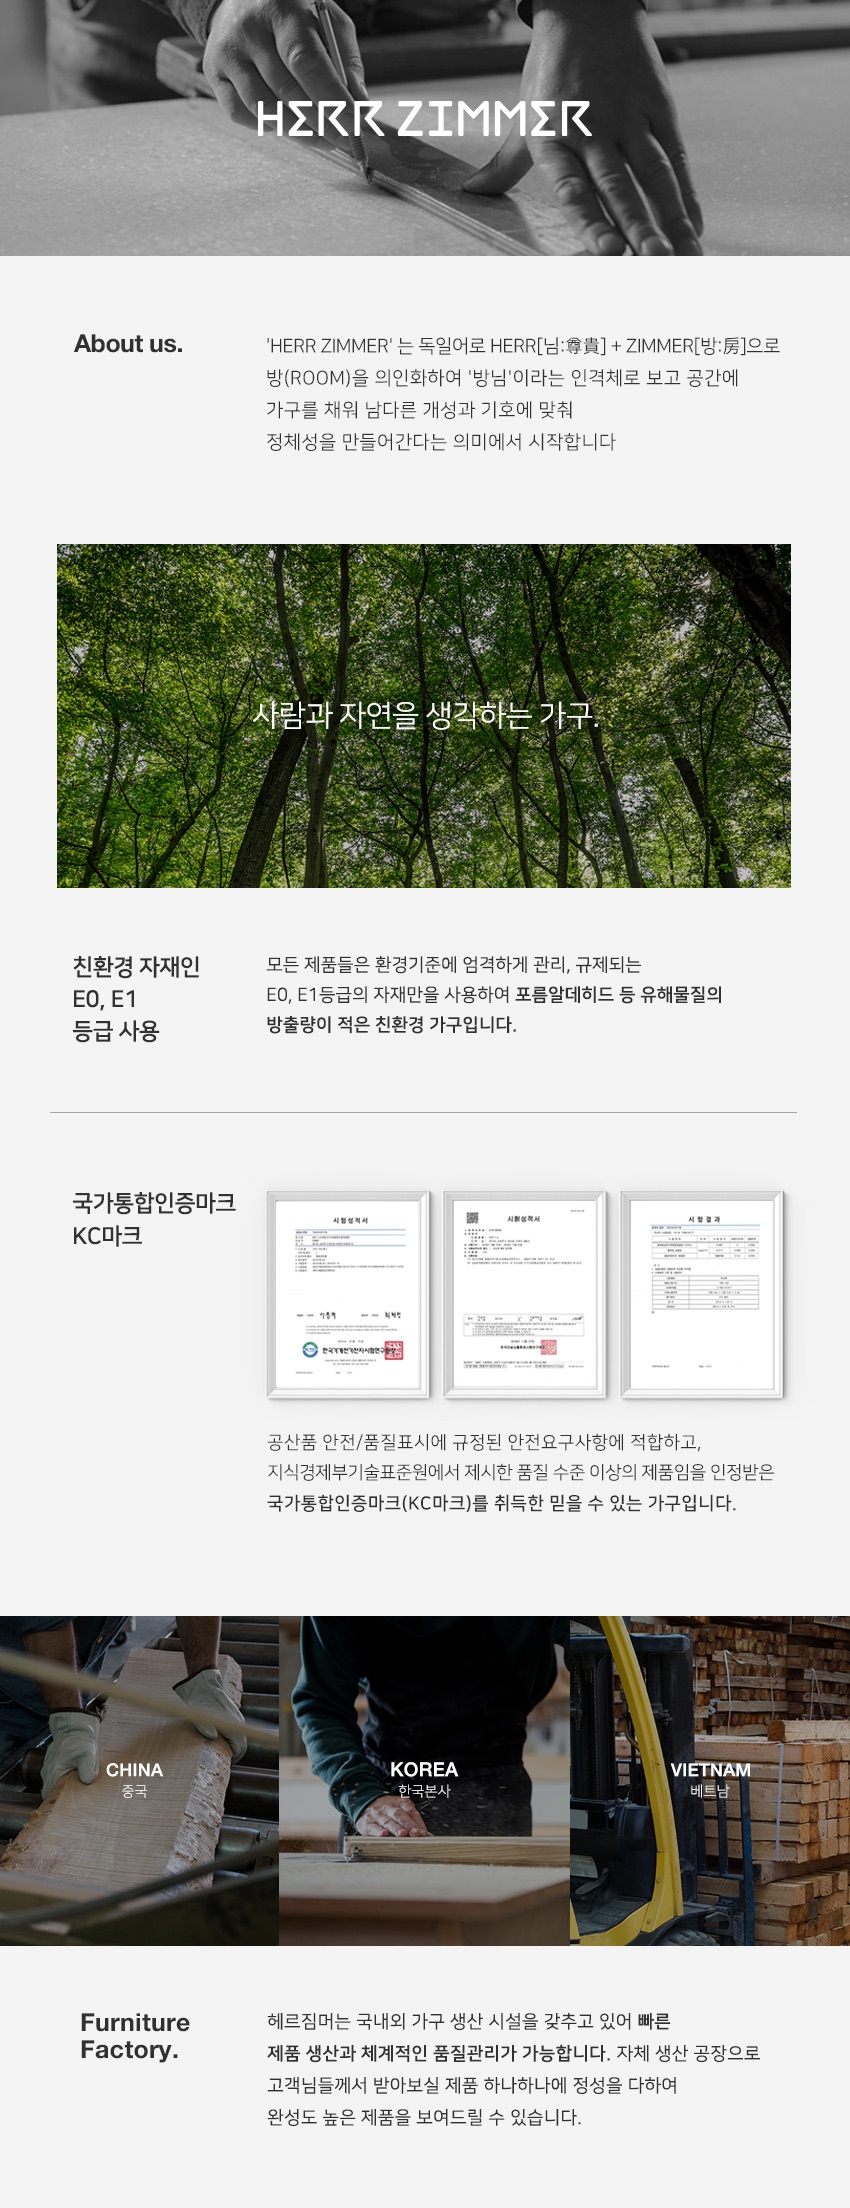 HERR ZIMMER
About us.
'HERR ZIMMER' 는 독일어로 HERR[님:尊貴] + ZIMMER[방:房]으로
방(ROOM)을 의인화하여 '방님'이라는 인격체로 보고 공간에
가구를 채워 남다른 개성과 기호에 맞춰
정체성을 만들어간다는 의미에서 시작합니다
사람과 자연을 생각하는 가구.
친환경 자재인
E0, E1
등급 사용
모든 제품들은 환경기준에 엄격하게 관리, 규제되는
E0, E1등급의 자재만을 사용하여 포름알데히드 등 유해물질의
방출량이 적은 친환경 가구입니다.
국가통합인증마크
KC마크
시험성적서
한국기계전기전자시험연구원
시험성적서
시 험 결 과
공산품 안전/품질표시에 규정된 안전요구사항에 적합하고,
지식경제부기술표준원에서 제시한 품질 수준 이상의 제품임을 인정받은
국가통합인증마크(KC마크)를 취득한 믿을 수 있는 가구입니다.
CHINA
중국
KOREA
한국본사
VIETNAM
베트남
Furniture
Factory.
헤르짐머는 국내외 가구 생산 시설을 갖추고 있어 빠른
제품 생산과 체계적인 품질관리가 가능합니다. 자체 생산 공장으로
고객님들께서 받아보실 제품 하나하나에 정성을 다하여
완성도 높은 제품을 보여드릴 수 있습니다.